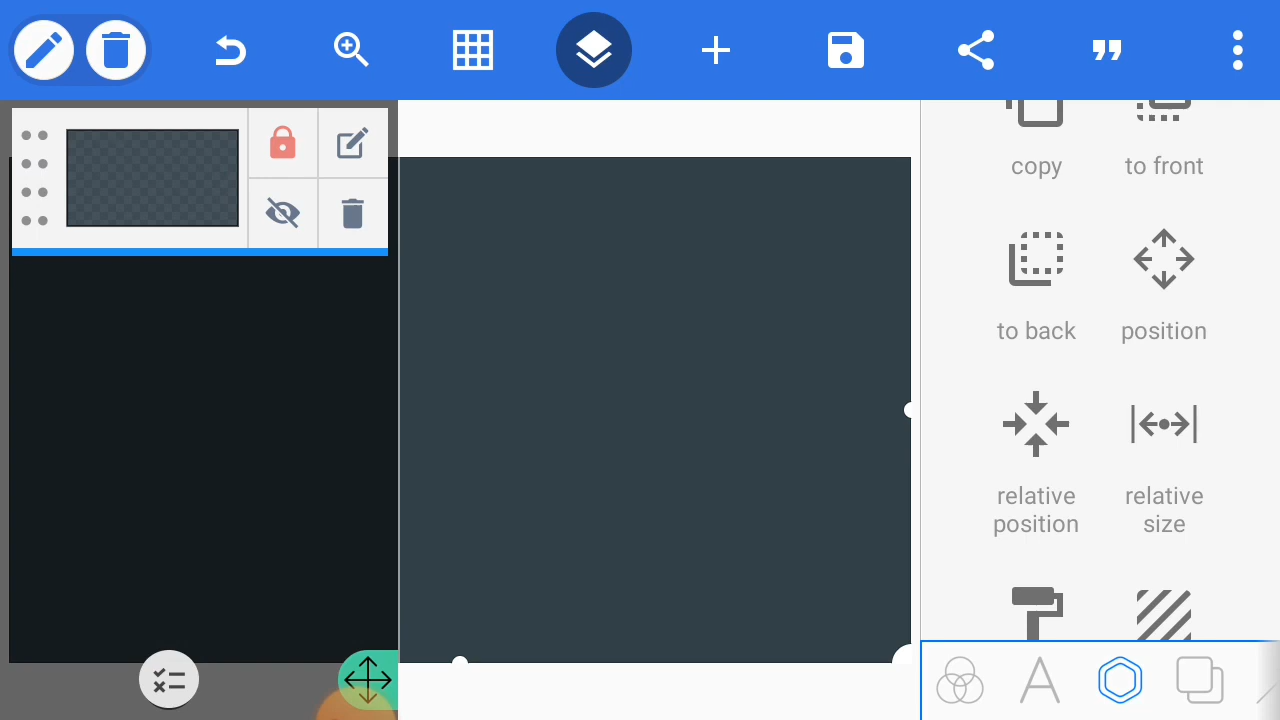 copy
to front
to back
position
relative
position
relative
size